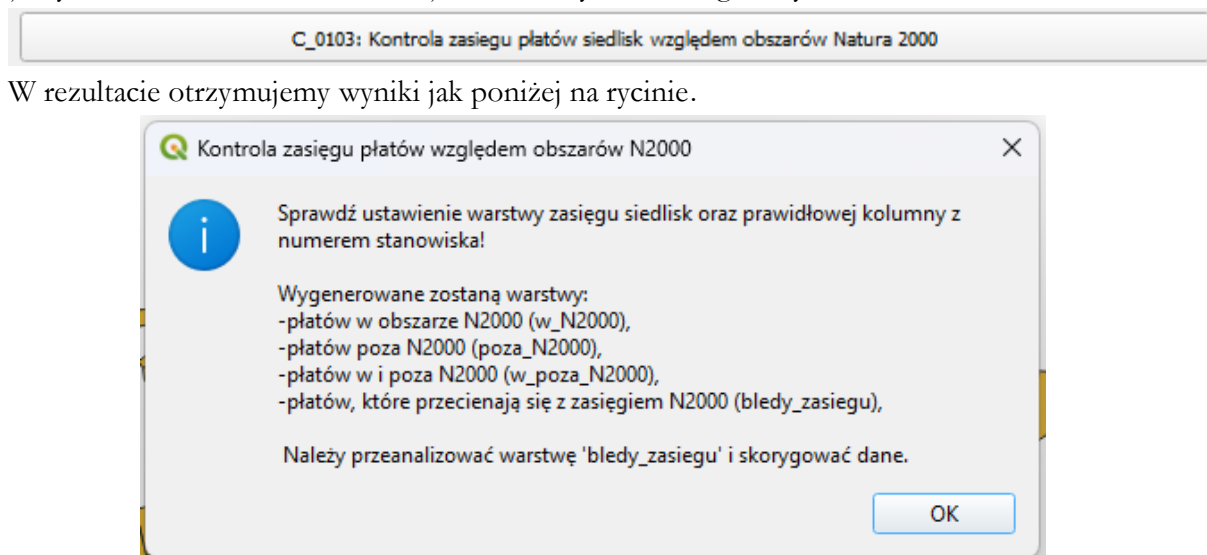 C_0103: Kontrola zasiegu płatów siedlisk względem obszarów Natura 2000
W rezultacie otrzymujemy wyniki jak poniżej na rycinie.
Kontrola zasięgu płatów względem obszarów N2000
Sprawdź ustawienie warstwy zasięgu siedlisk oraz prawidłowej kolumny z
numerem stanowiska!
Wygenerowane zostaną warstwy:
-płatów w obszarze N2000 (w_N2000),
-płatów poza N2000 (poza_N2000),
-płatów w i poza N2000 (w_poza_N2000),
-płatów, które przecienają się z zasięgiem N2000 (bledy_zasiegu),
Należy przeanalizować warstwę 'bledy_zasiegu' i skorygować dane.
OK